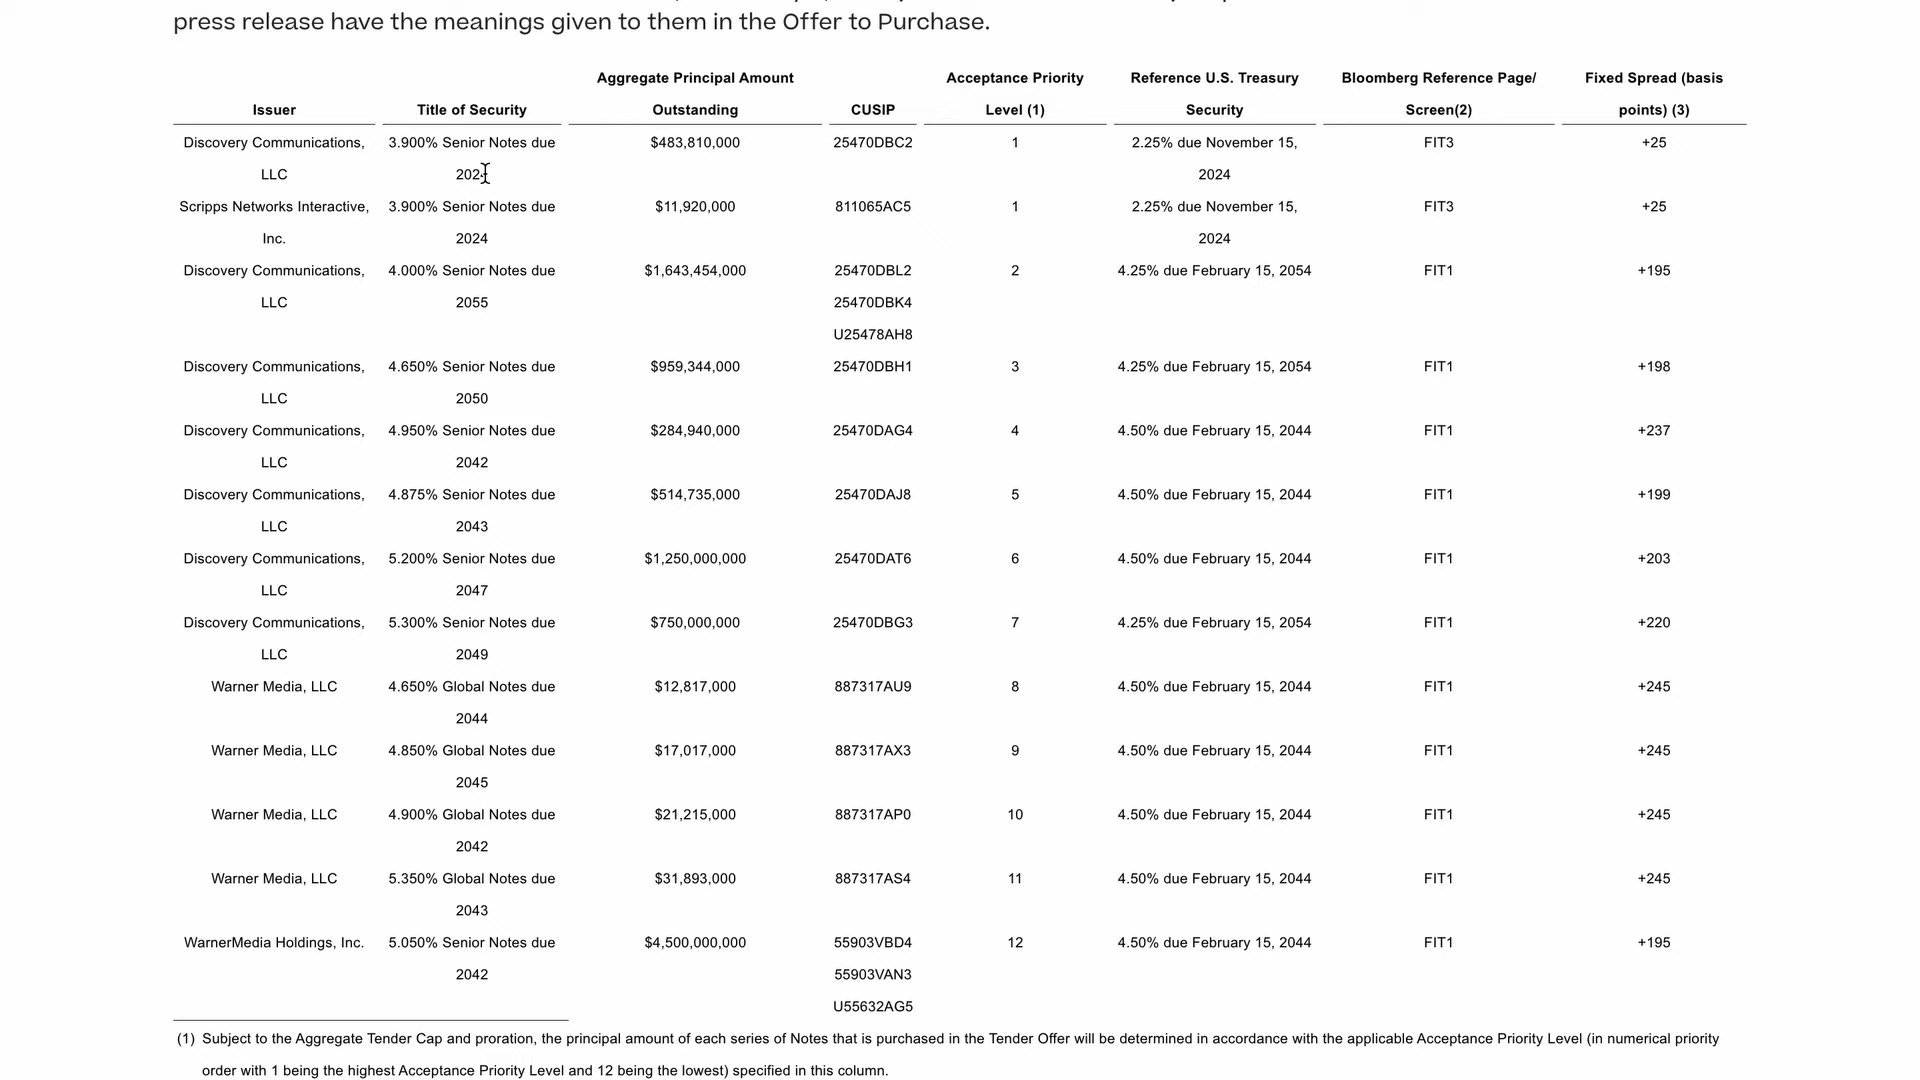 press release have the meanings given to them in the Offer to Purchase.
Aggregate Principal Amount Acceptance Priority Reference U.S. Treasury Bloomberg Reference Page/ Fixed Spread (basis
Issuer Title of Security Outstanding CUSIP Level (1) Security Screen(2) points) (3)
Discovery Communications, 3.900% Senior Notes due $483,810,000 25470DBC2 1 2.25% due November 15, FIT3 +25
LLC 2024 2024
Scripps Networks Interactive, 3.900% Senior Notes due $11,920,000 811065AC5 1 2.25% due November 15, FIT3 +25
Inc. 2024 2024
Discovery Communications, 4.000% Senior Notes due $1,643,454,000 25470DBL2 2 4.25% due February 15, 2054 FIT1 +195
LLC 2055 25470DBK4
U25478AH8
Discovery Communications, 4.650% Senior Notes due $959,344,000 25470DBH1 3 4.25% due February 15, 2054 FIT1 +198
LLC 2050
Discovery Communications, 4.950% Senior Notes due $284,940,000 25470DAG4 4 4.50% due February 15, 2044 FIT1 +237
LLC 2042
Discovery Communications, 4.875% Senior Notes due $514,735,000 25470DAJ8 5 4.50% due February 15, 2044 FIT1 +199
LLC 2043
Discovery Communications, 5.200% Senior Notes due $1,250,000,000 25470DAT6 6 4.50% due February 15, 2044 FIT1 +203
LLC 2047
Discovery Communications, 5.300% Senior Notes due $750,000,000 25470DBG3 7 4.25% due February 15, 2054 FIT1 +220
LLC 2049
Warner Media, LLC 4.650% Global Notes due $12,817,000 887317AU9 8 4.50% due February 15, 2044 FIT1 +245
2044
Warner Media, LLC 4.850% Global Notes due $17,017,000 887317AX3 9 4.50% due February 15, 2044 FIT1 +245
2045
Warner Media, LLC 4.900% Global Notes due $21,215,000 887317AP0 10 4.50% due February 15, 2044 FIT1 +245
2042
Warner Media, LLC 5.350% Global Notes due $31,893,000 887317AS4 11 4.50% due February 15, 2044 FIT1 +245
2043
WarnerMedia Holdings, Inc. 5.050% Senior Notes due $4,500,000,000 55903VBD4 12 4.50% due February 15, 2044 FIT1 +195
2042 55903VAN3
U55632AG5
(1) Subject to the Aggregate Tender Cap and proration, the principal amount of each series of Notes that is purchased in the Tender Offer will be determined in accordance with the applicable Acceptance Priority Level (in numerical priority
order with 1 being the highest Acceptance Priority Level and 12 being the lowest) specified in this column.